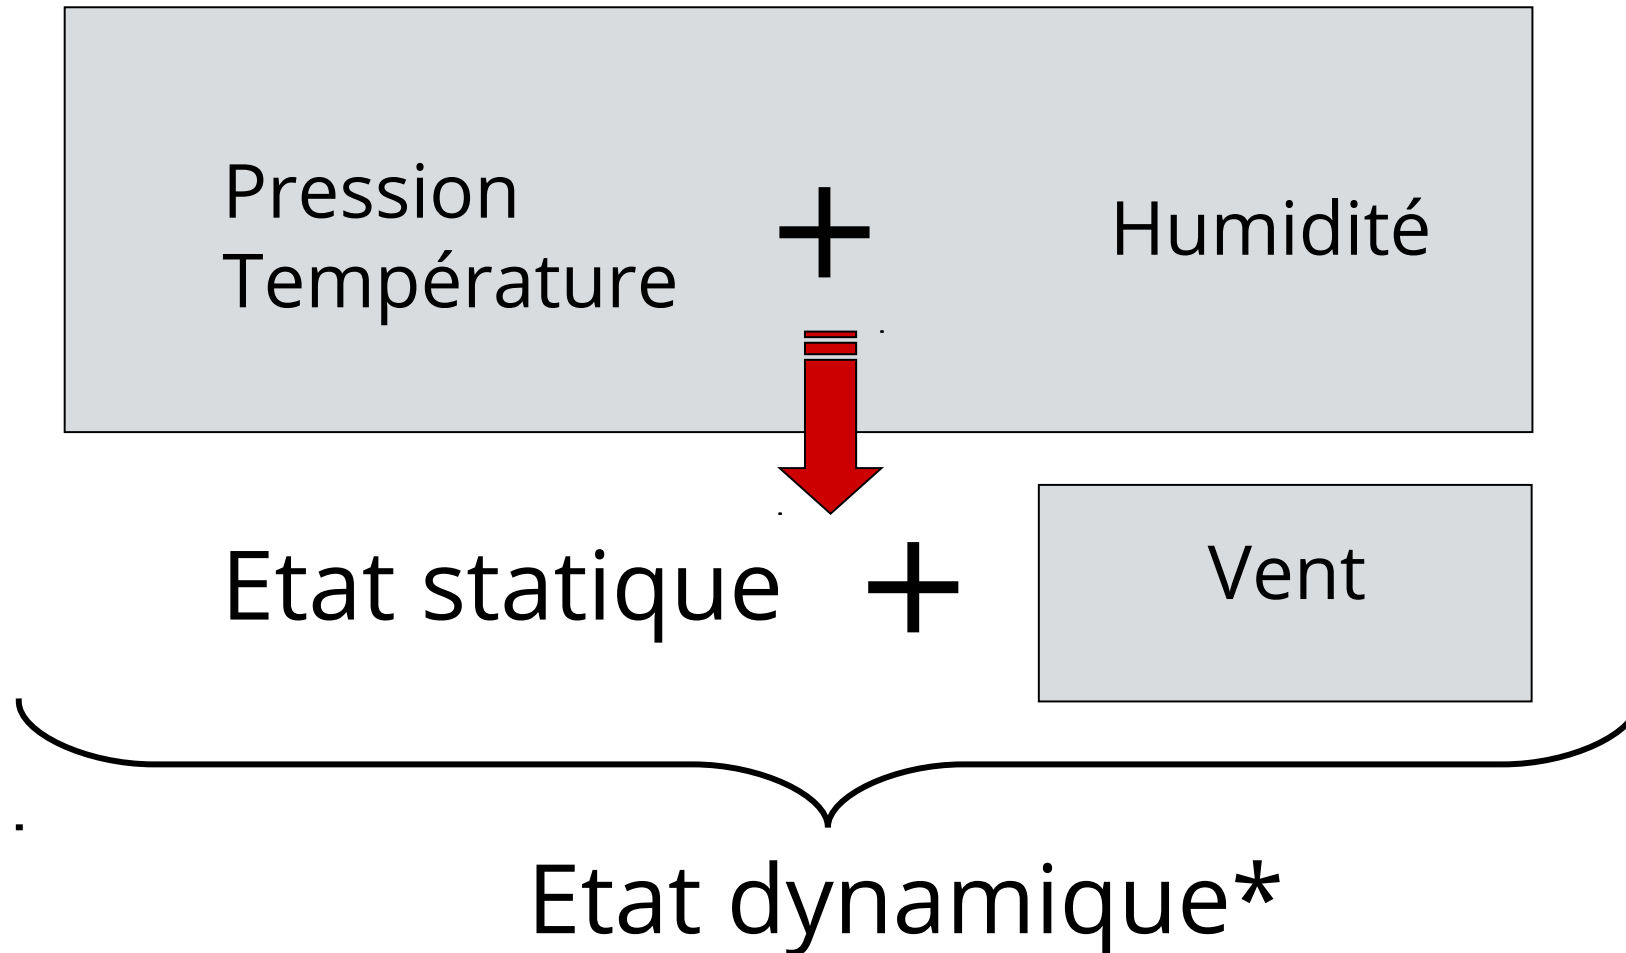 Pression
Température
+
Humidité
Etat statique + Vent
Etat dynamique*